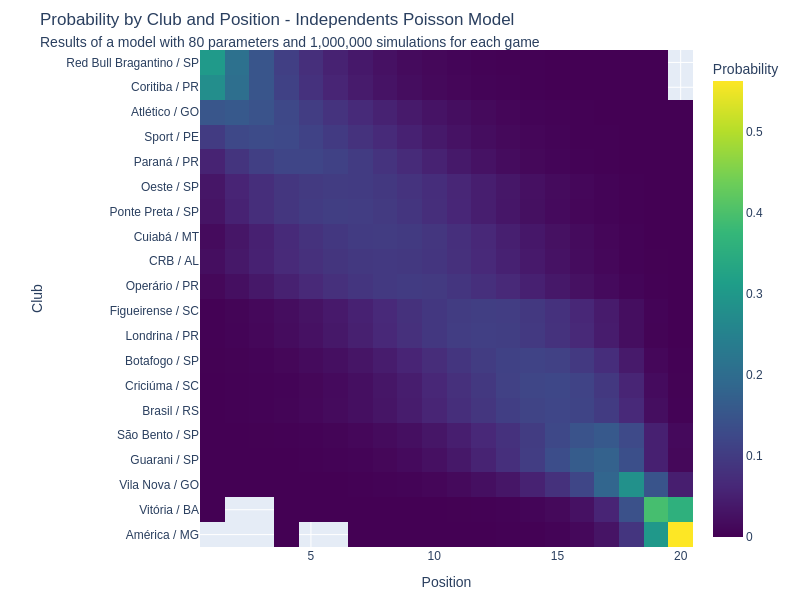 Probability by Club and Position - Independents Poisson Model
Results of a model with 80 parameters and 1,000,000 simulations for each game
Probability
Red Bull Bragantino / SP
Coritiba / PR
Atlético / GO
Sport / PE
Paraná / PR
Oeste / SP
Ponte Preta / SP
Cuiabá / MT
CRB / AL
Operário / PR
Figueirense / SC
Londrina / PR
Botafogo / SP
Criciúma / SC
Brasil / RS
São Bento / SP
Guarani / SP
Vila Nova / GO
Vitória / BA
América / MG
Club
5
10
15
20
Position
0.5
0.4
0.3
0.2
0.1
0